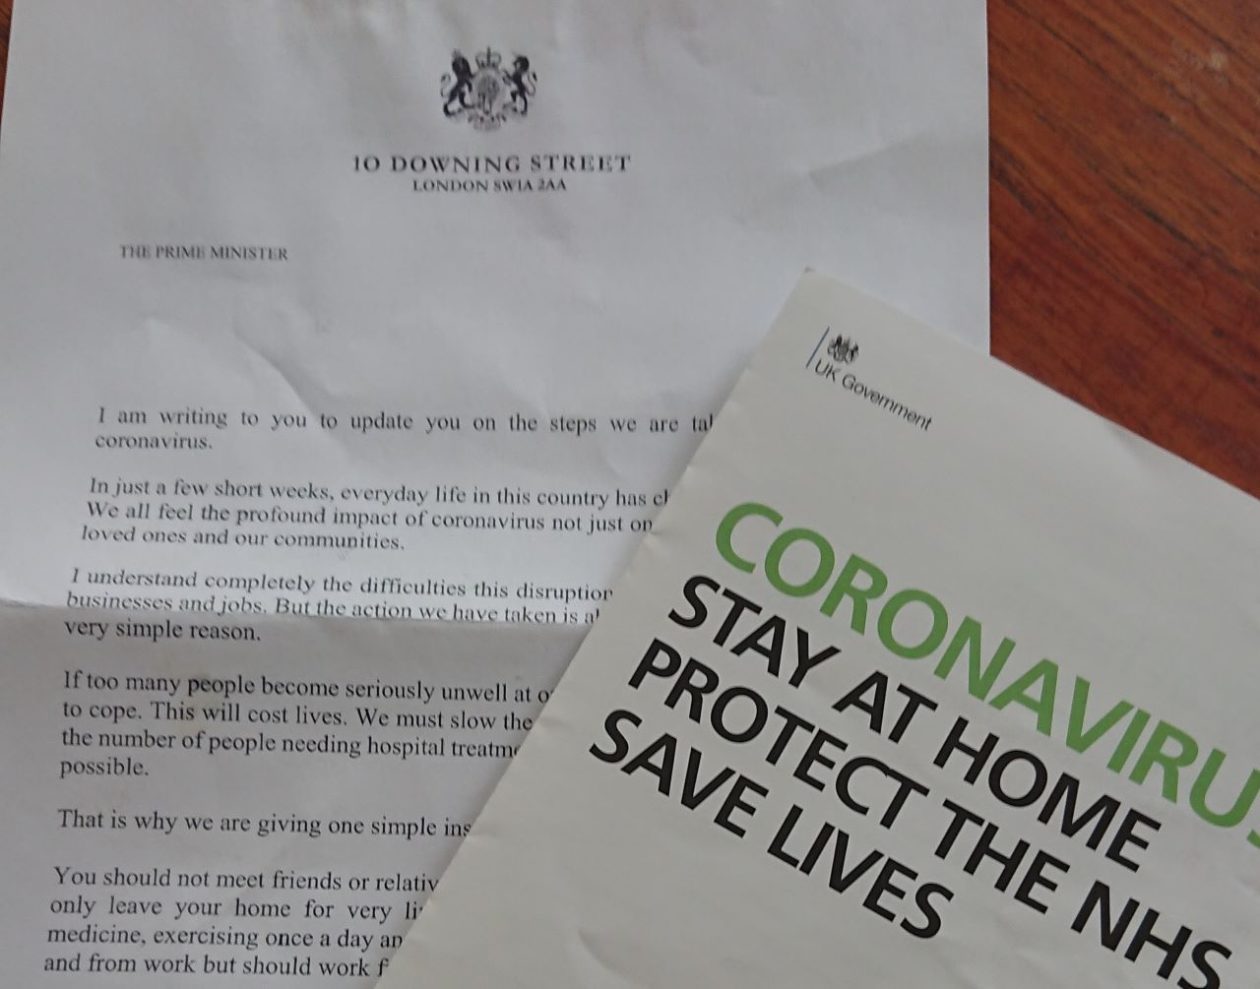 10 DOWNING STREET
LONDON SW1A 2AA
THE PRIME MINISTER
I am writing to you to update you on the steps we are
coronavirus.
In just a few short weeks, everyday life in this country has
We all feel the profound impact of coronavirus not just on
loved ones and our communities.
I understand completely the difficulties this disruption
businesses and jobs. But the action we have taken is
very simple reason.
If too many people become seriously unwell at
to cope. This will cost lives. We must slow the
the number of people needing hospital
possible.
That is why we are giving one simple
You should not meet friends or
only leave your home for very
medicine, exercising once a day
and from work but should work
UK Government
CORONAVIRUS
STAY AT HOME
PROTECT THE NHS
SAVE LIVES